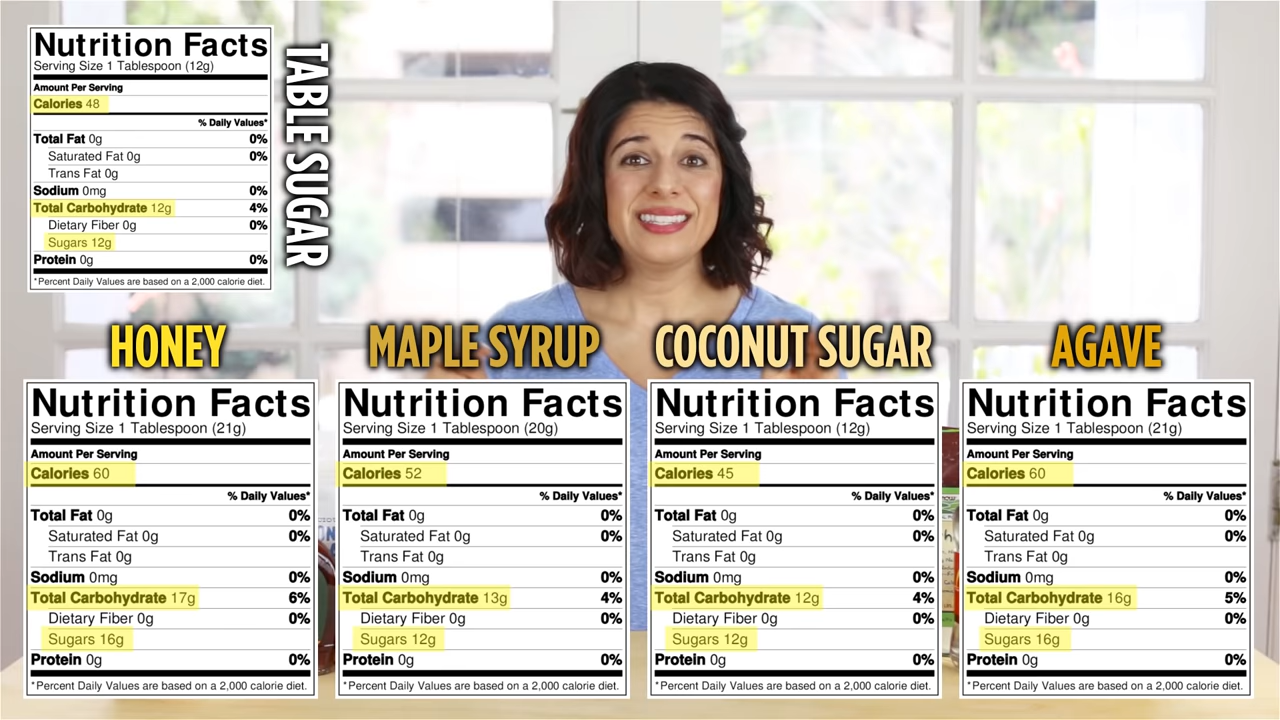 Nutrition Facts
Serving Size 1 Tablespoon (12g)
Amount Per Serving
Calories 48
% Daily Values*
Total Fat 0g 0%
Saturated Fat 0g 0%
Trans Fat 0g
Sodium 0mg 0%
Total Carbohydrate 12g 4%
Dietary Fiber 0g 0%
Sugars 12g
Protein 0g 0%
*Percent Daily Values are based on a 2,000 calorie diet.
TABLE SUGAR
HONEY
Nutrition Facts
Serving Size 1 Tablespoon (21g)
Amount Per Serving
Calories 60
% Daily Values*
Total Fat 0g 0%
Saturated Fat 0g 0%
Trans Fat 0g
Sodium 0mg 0%
Total Carbohydrate 17g 6%
Dietary Fiber 0g 0%
Sugars 16g
Protein 0g 0%
*Percent Daily Values are based on a 2,000 calorie diet.
MAPLE SYRUP
Nutrition Facts
Serving Size 1 Tablespoon (20g)
Amount Per Serving
Calories 52
% Daily Values*
Total Fat 0g 0%
Saturated Fat 0g 0%
Trans Fat 0g
Sodium 0mg 0%
Total Carbohydrate 13g 4%
Dietary Fiber 0g 0%
Sugars 12g
Protein 0g 0%
*Percent Daily Values are based on a 2,000 calorie diet.
COCONUT SUGAR
Nutrition Facts
Serving Size 1 Tablespoon (12g)
Amount Per Serving
Calories 45
% Daily Values*
Total Fat 0g 0%
Saturated Fat 0g 0%
Trans Fat 0g
Sodium 0mg 0%
Total Carbohydrate 12g 4%
Dietary Fiber 0g 0%
Sugars 12g
Protein 0g 0%
*Percent Daily Values are based on a 2,000 calorie diet.
AGAVE
Nutrition Facts
Serving Size 1 Tablespoon (21g)
Amount Per Serving
Calories 60
% Daily Values*
Total Fat 0g 0%
Saturated Fat 0g 0%
Trans Fat 0g
Sodium 0mg 0%
Total Carbohydrate 16g 5%
Dietary Fiber 0g 0%
Sugars 16g
Protein 0g 0%
*Percent Daily Values are based on a 2,000 calorie diet.